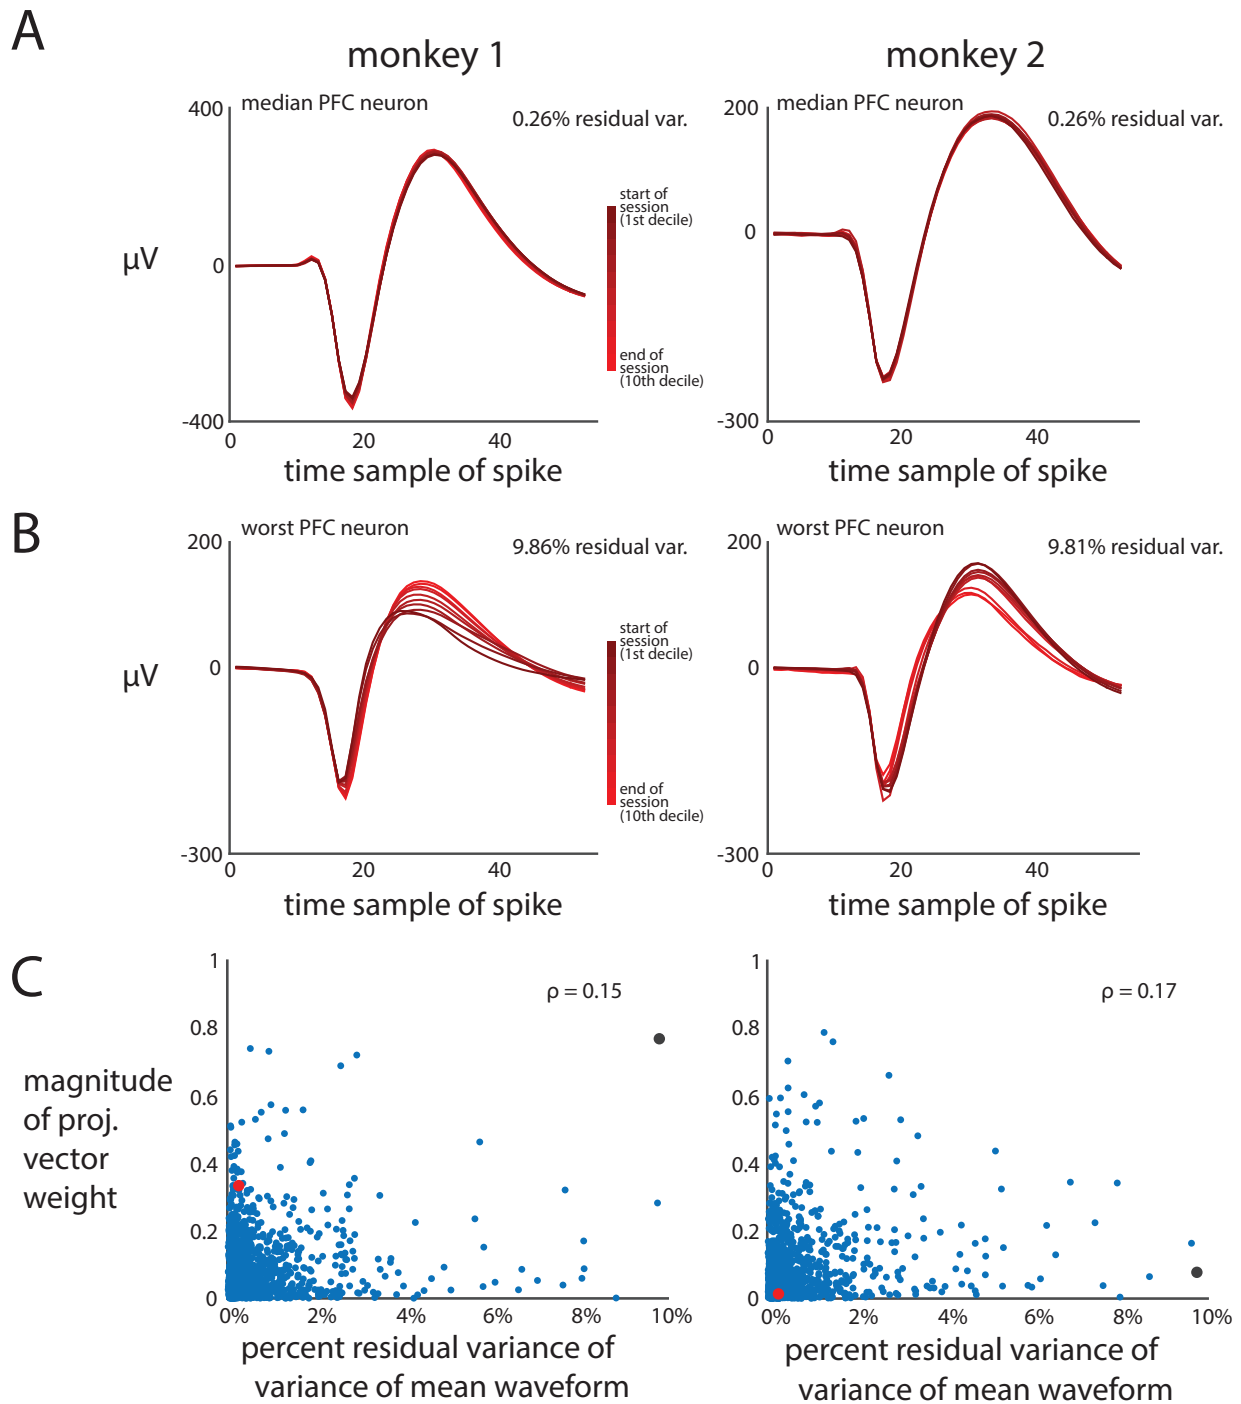 A
monkey 1
monkey 2
median PFC neuron
0.26% residual var.
400
0
-400
μV
0
20
40
time sample of spike
start of
session
(1st decile)
end of
session
(10th decile)
median PFC neuron
0.26% residual var.
200
0
-300
0
20
40
time sample of spike
B
worst PFC neuron
9.86% residual var.
200
0
-300
μV
0
20
40
time sample of spike
start of
session
(1st decile)
end of
session
(10th decile)
worst PFC neuron
9.81% residual var.
200
0
-300
0
20
40
time sample of spike
C
magnitude
of proj.
vector
weight
ρ = 0.15
1
0.8
0.6
0.4
0.2
0
0%
2%
4%
6%
8%
10%
percent residual variance of
variance of mean waveform
ρ = 0.17
1
0.8
0.6
0.4
0.2
0
0%
2%
4%
6%
8%
10%
percent residual variance of
variance of mean waveform